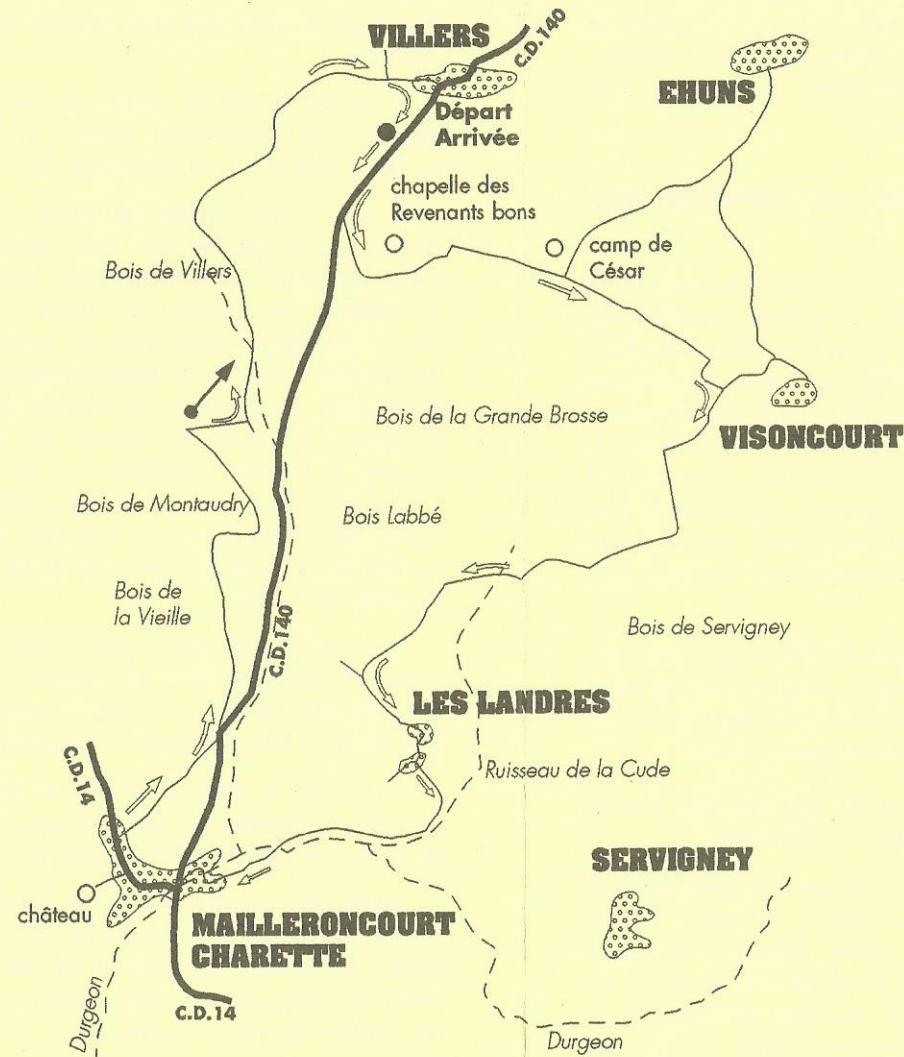 VILLERS
C.D.140
EHUNS
Départ
Arrivée
chapelle des
Revenants bons
camp de
César
Bois de Villers
Bois de la Grande Brosse
VISONCOURT
Bois de Montaudry
Bois Labbé
Bois de
la Vieille
C.D.140
Bois de Servigney
LES LANDRES
C.D.14
Ruisseau de la Cude
SERVIGNEY
château
MAILLERONCOURT
CHARETTE
C.D.14
Durgeon
Durgeon